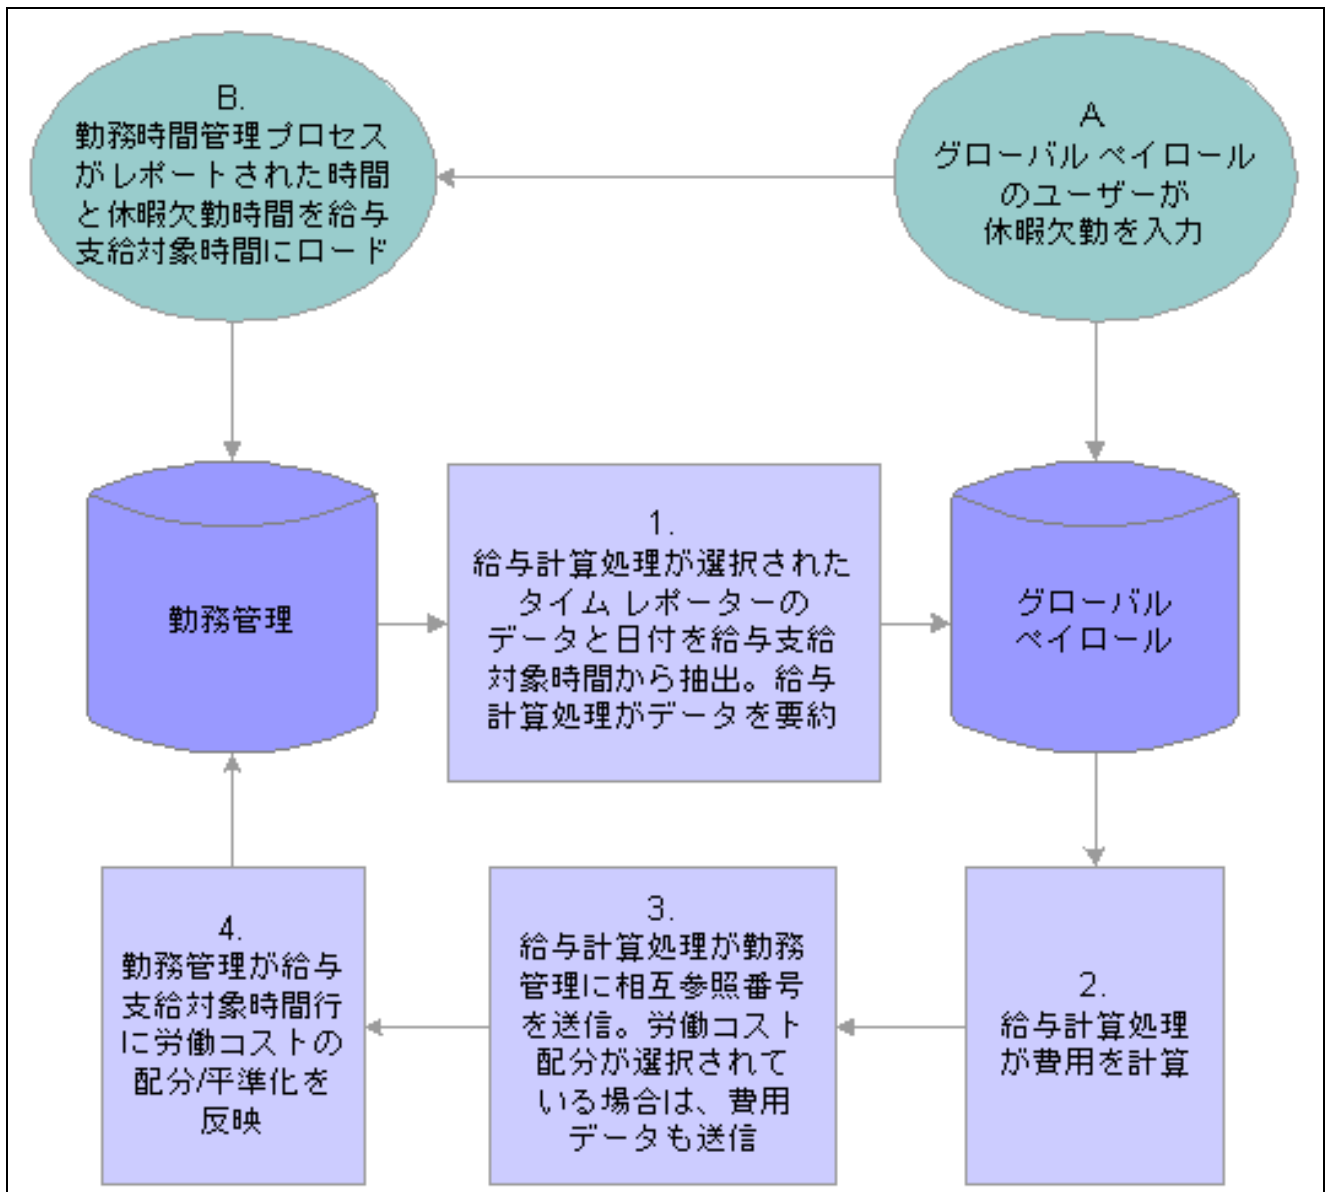 B.
勤務時間管理プロセス
がレポートされた時間
と休暇欠勤時間を給与
支給対象時間にロード
A
グローバル ペイロール
のユーザーが
休暇欠勤を入力
勤務管理
1.
給与計算処理が選択された
タイム レポーターの
データと日付を給与支給
対象時間から抽出。給与
計算処理がデータを要約
グローバル
ペイロール
4.
勤務管理が給与
支給対象時間行
に労働コストの
配分/平準化を
反映
3.
給与計算処理が勤務
管理に相互参照番号
を送信。労働コスト
配分が選択されて
いる場合は、費用
データも送信
2.
給与計算処理
が費用を計算